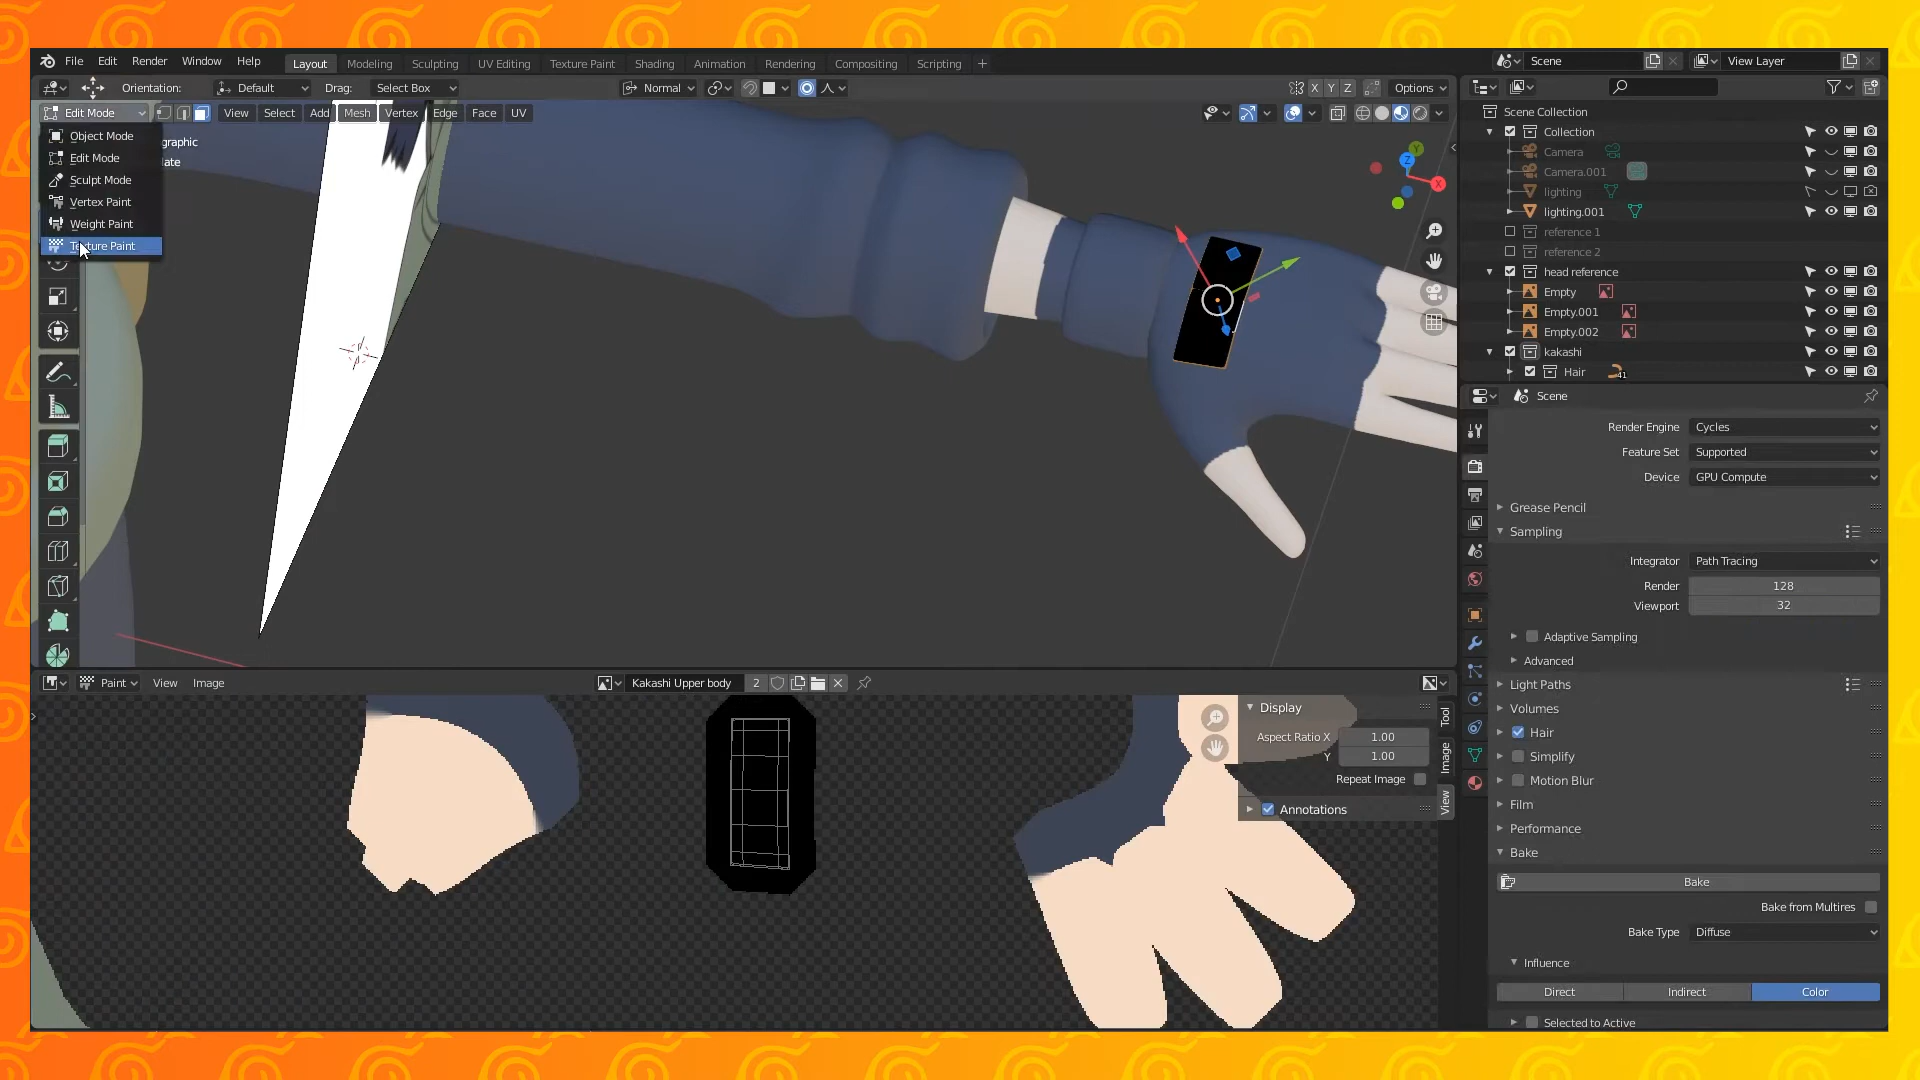 File Edit Render Window Help Layout Modeling Sculpting UV Editing Texture Paint Shading Animation Rendering Compositing Scripting + Scene View Layer
Orientation: Default Drag: Select Box Normal X Y Z Options
Edit Mode View Select Add Mesh Vertex Edge Face UV
Scene Collection
Object Mode
graphic
Collection
Edit Mode
late
Camera
Sculpt Mode
Camera.001
Vertex Paint
lighting
Weight Paint
lighting.001
Texture Paint
reference 1
reference 2
head reference
Empty
Empty.001
Empty.002
kakashi
Hair
41
Y
Z
X
Scene
Render Engine Cycles
Feature Set Supported
Device GPU Compute
Grease Pencil
Sampling
Integrator Path Tracing
Render 128
Viewport 32
Adaptive Sampling
Advanced
Light Paths
Volumes
Hair
Simplify
Motion Blur
Film
Performance
Bake
Bake
Bake from Multires
Bake Type Diffuse
Influence
Direct Indirect Color
Selected to Active
Paint View Image Kakashi Upper body 2
Display
Aspect Ratio X 1.00
Y 1.00
Repeat Image
Annotations
Tool
Image
View